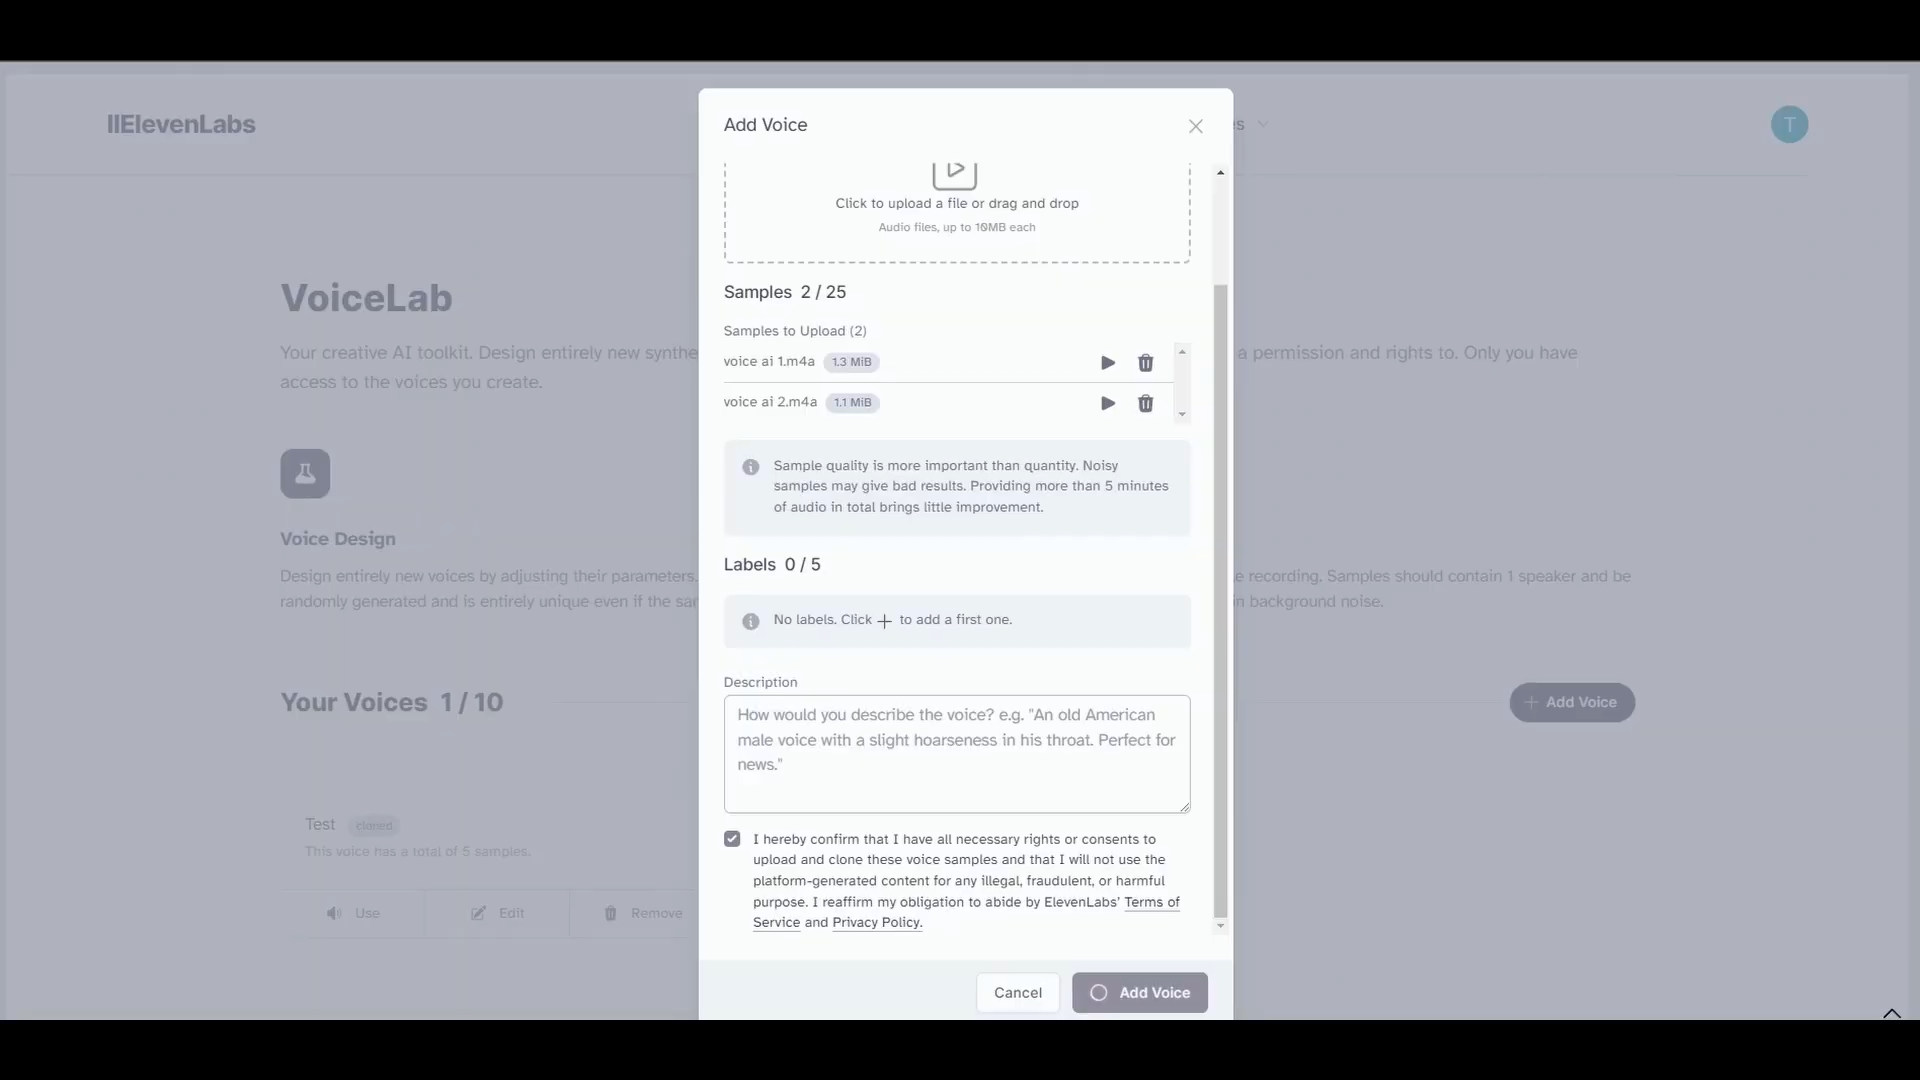 IIElevenLabs
T
VoiceLab
Your creative AI toolkit. Design entirely new synthe
a permission and rights to. Only you have
access to the voices you create.
Voice Design
Design entirely new voices by adjusting their parameters.
e recording. Samples should contain 1 speaker and be
randomly generated and is entirely unique even if the sar
in background noise.
Your Voices 1 / 10
+ Add Voice
Test cloned
This voice has a total of 5 samples.
Use Edit Remove
Add Voice
Click to upload a file or drag and drop
Audio files, up to 10MB each
Samples 2 / 25
Samples to Upload (2)
voice ai 1.m4a 1.3 MiB
voice ai 2.m4a 1.1 MiB
Sample quality is more important than quantity. Noisy
samples may give bad results. Providing more than 5 minutes
of audio in total brings little improvement.
Labels 0 / 5
No labels. Click + to add a first one.
Description
How would you describe the voice? e.g. "An old American
male voice with a slight hoarseness in his throat. Perfect for
news."
I hereby confirm that I have all necessary rights or consents to
upload and clone these voice samples and that I will not use the
platform-generated content for any illegal, fraudulent, or harmful
purpose. I reaffirm my obligation to abide by ElevenLabs’ Terms of
Service and Privacy Policy.
Cancel Add Voice